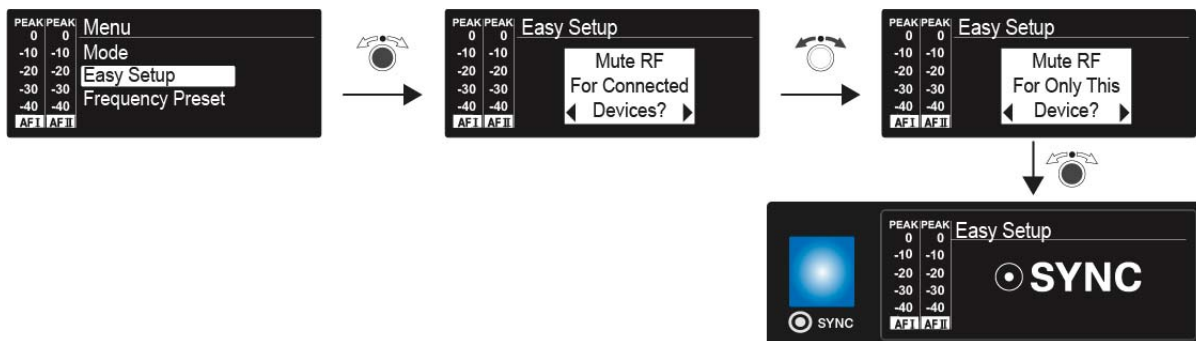 PEAK PEAK Menu
0 0
-10 -10 Mode
-20 -20 Easy Setup
-30 -30 Frequency Preset
-40 -40
AF I AF II
PEAK PEAK Easy Setup
0 0
-10 -10 Mute RF
-20 -20 For Connected
-30 -30 Devices?
-40 -40
AF I AF II
PEAK PEAK Easy Setup
0 0
-10 -10 Mute RF
-20 -20 For Only This
-30 -30 Device?
-40 -40
AF I AF II
SYNC
PEAK PEAK Easy Setup
0 0
-10 -10
-20 -20 SYNC
-30 -30
-40 -40
AF I AF II